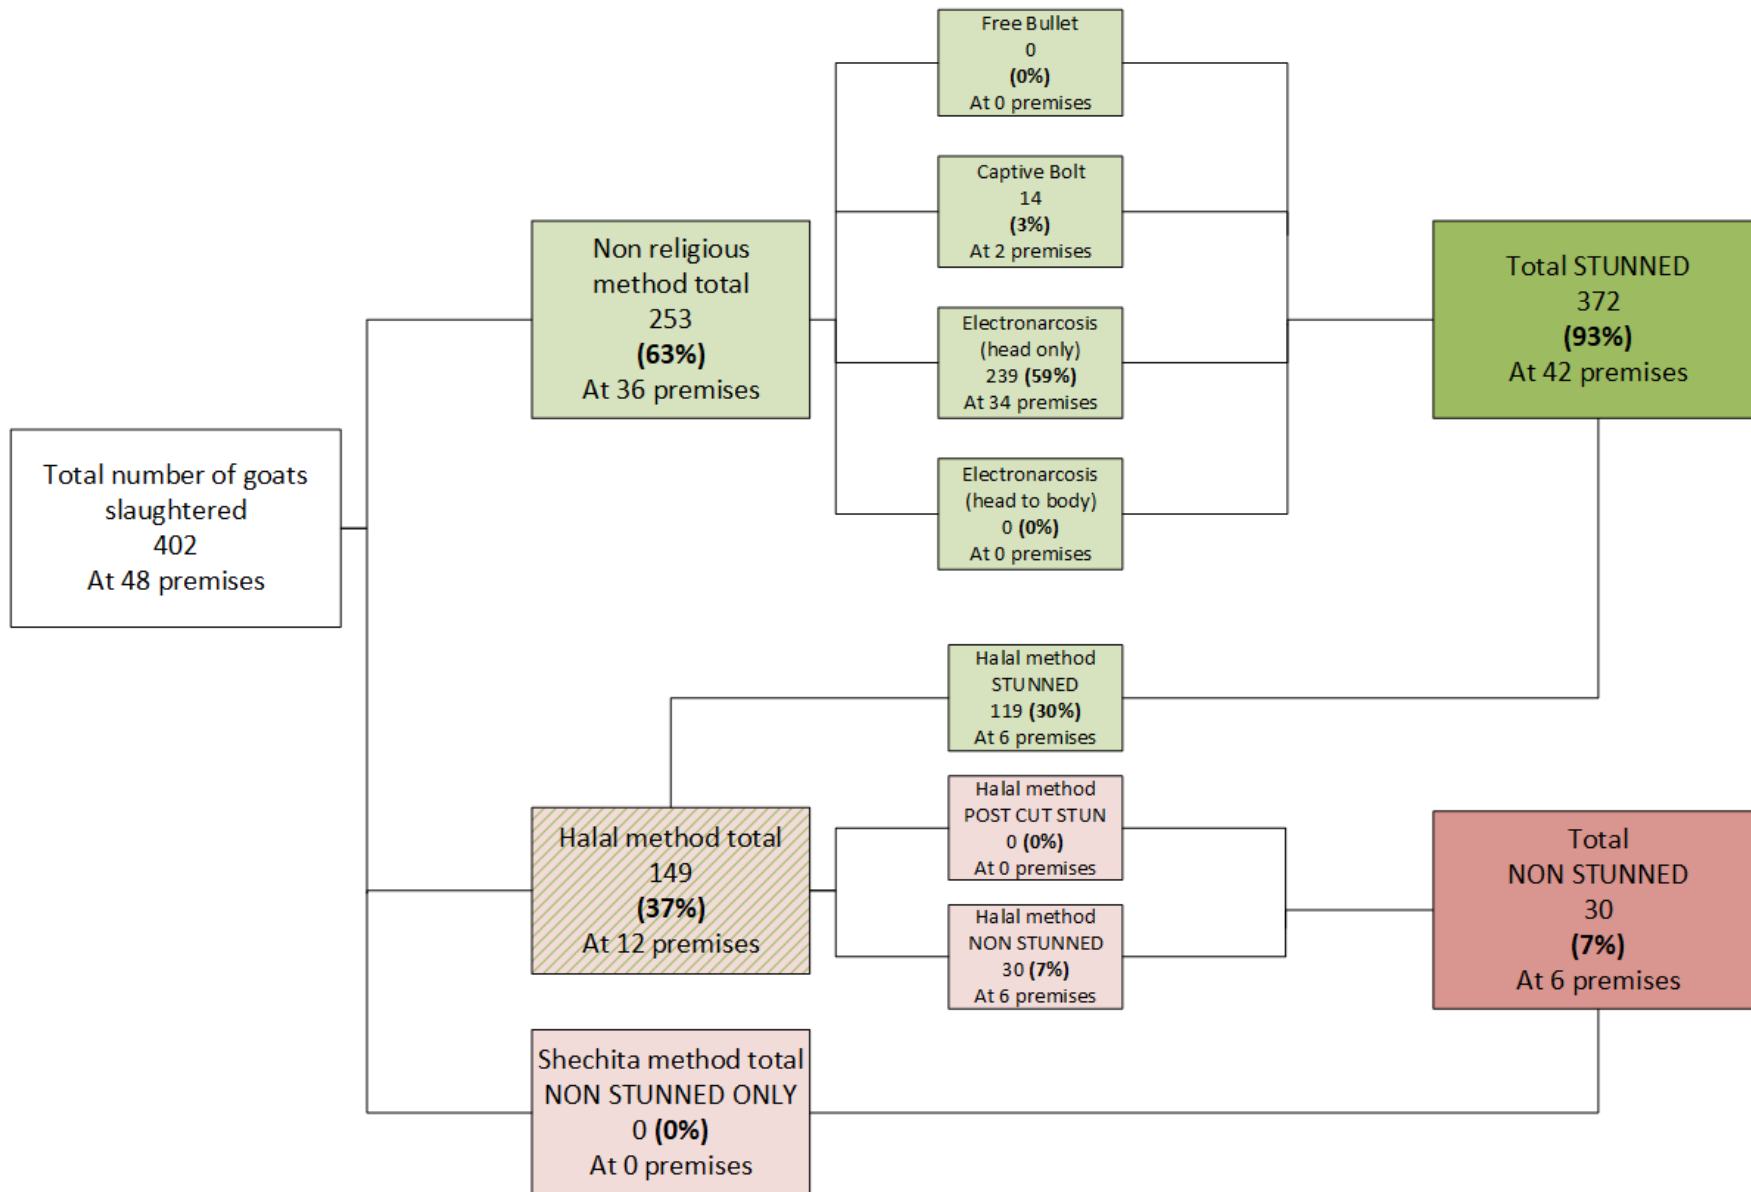 Total number of goats
slaughtered
402
At 48 premises
Non religious
method total
253
(63%)
At 36 premises
Free Bullet
0
(0%)
At 0 premises
Captive Bolt
14
(3%)
At 2 premises
Electronarcosis
(head only)
239 (59%)
At 34 premises
Electronarcosis
(head to body)
0 (0%)
At 0 premises
Total STUNNED
372
(93%)
At 42 premises
Halal method total
149
(37%)
At 12 premises
Halal method
STUNNED
119 (30%)
At 6 premises
Halal method
POST CUT STUN
0 (0%)
At 0 premises
Halal method
NON STUNNED
30 (7%)
At 6 premises
Total
NON STUNNED
30
(7%)
At 6 premises
Shechita method total
NON STUNNED ONLY
0 (0%)
At 0 premises